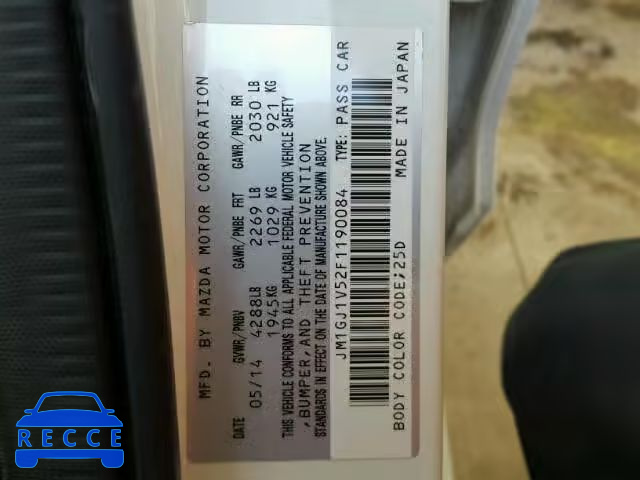 MFD. BY MAZDA MOTOR CORPORATION
DATE GVWR/PNBV GAWR/PNBE FRT GAWR/PNBE RR
05/14 4288LB 2269 LB 2030 LB
1945KG 1029 KG 921 KG
THIS VEHICLE CONFORMS TO ALL APPLICABLE FEDERAL MOTOR VEHICLE SAFETY
,BUMPER,AND THEFT PREVENTION
STANDARDS IN EFFECT ON THE DATE OF MANUFACTURE SHOWN ABOVE.
JM1GJ1V52F1190084 TYPE: PASS CAR
BODY COLOR CODE;25D MADE IN JAPAN
RECCE